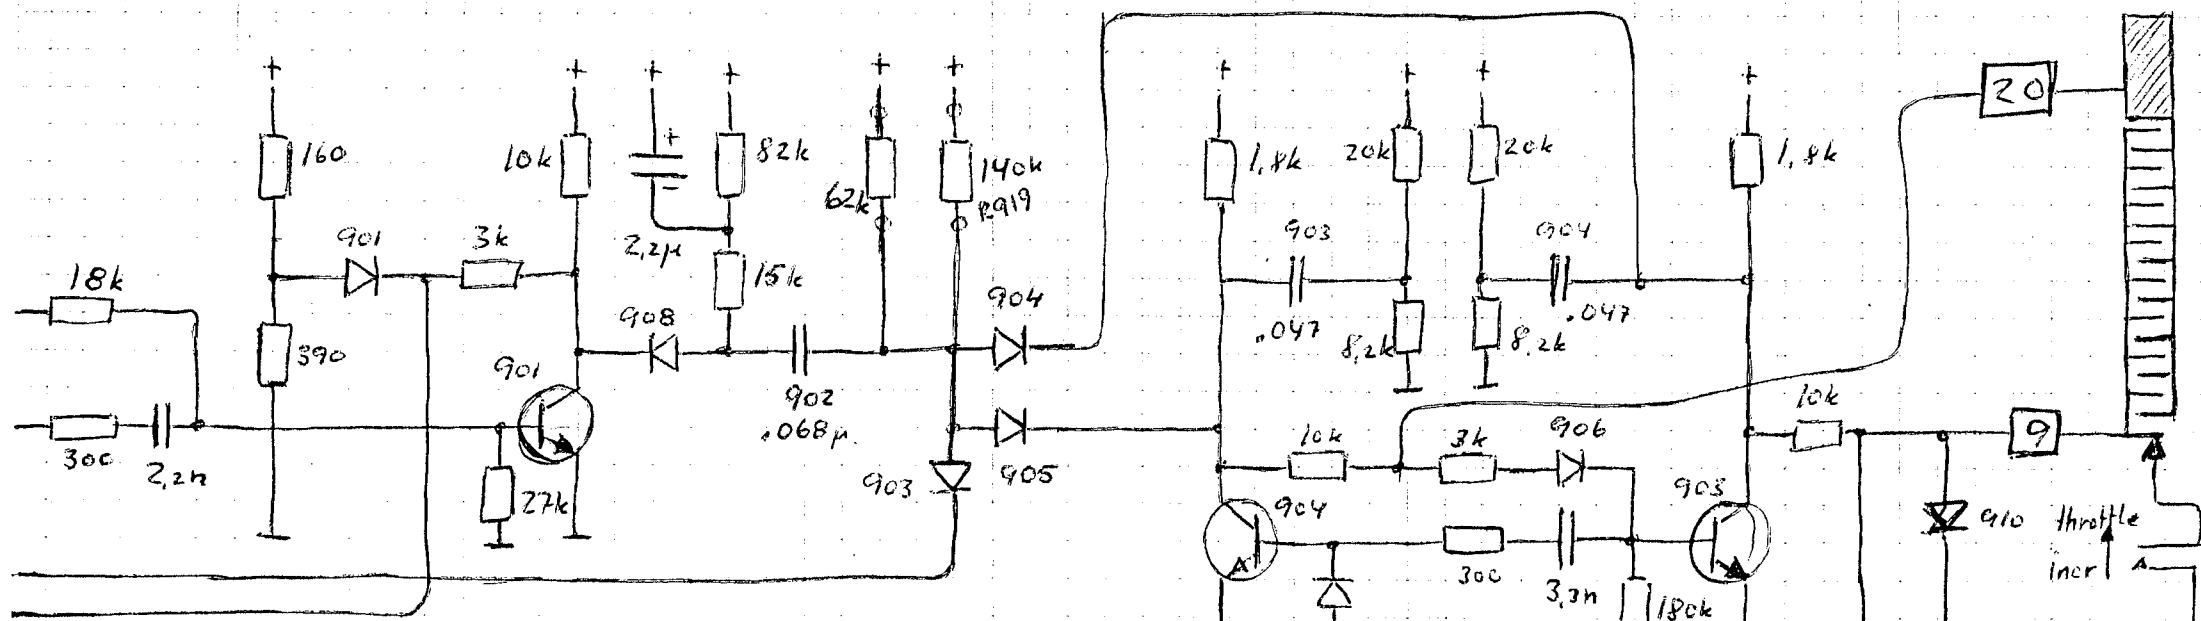 + + + + + + + + + +
20
160
10k
+
82k
62k
140k
R919
1,8k
20k
20k
1,8k
901
3k
2,2µ
15k
903
904
18k
908
904
.047
.047
390
8,2k
8,2k
901
902
.068µ
10k
300
2,2n
10k
3k
906
9
27k
903
905
904
903
910
throttle
incr
300
3,3n
180k